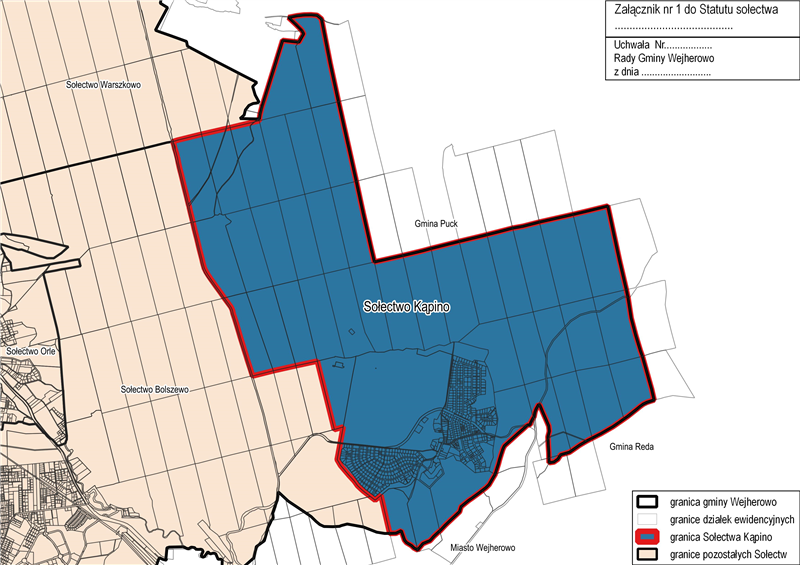 Załącznik nr 1 do Statutu sołectwa
......................................
Uchwała Nr.................
Rady Gminy Wejherowo
z dnia .........................
Sołectwo Warszkowo
Gmina Puck
Sołectwo Kąpino
Sołectwo Orle
Sołectwo Bolszewo
Gmina Reda
Miasto Wejherowo
granica gminy Wejherowo
granice działek ewidencyjnych
granica Sołectwa Kąpino
granice pozostałych Sołectw